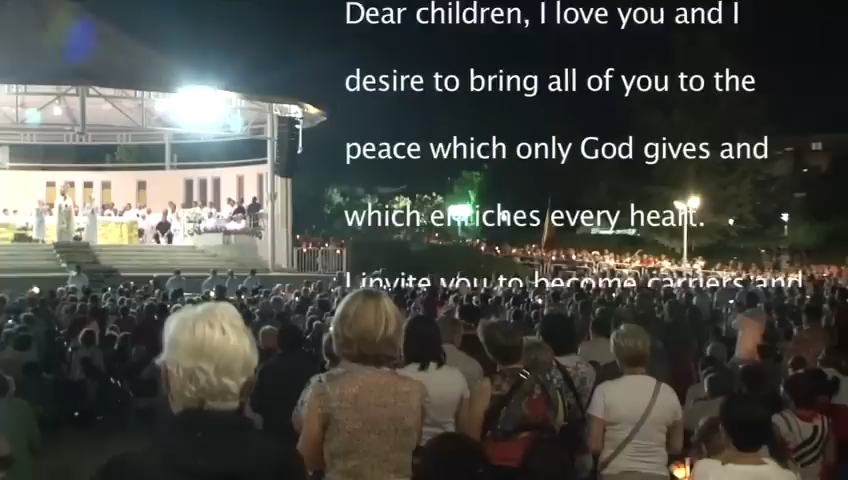 Dear children, I love you and I
desire to bring all of you to the
peace which only God gives and
which enriches every heart.
I invite you to become carriers and